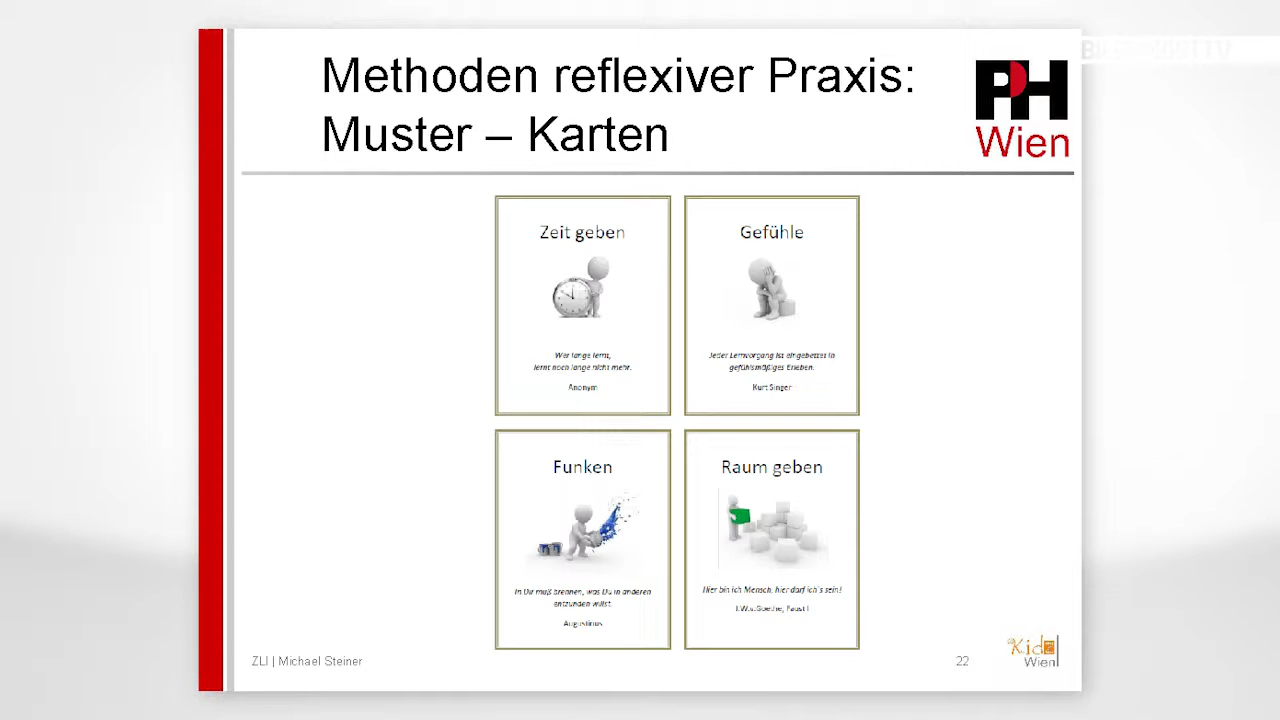 Methoden reflexiver Praxis:
Muster – Karten
PH
Wien
Zeit geben
Wer lange lernt,
lernt noch lange nicht mehr.
Anonym
Gefühle
Jeder Lernvorgang ist eingebettet in
gefühlsmäßiges Erleben.
Kurt Singer
Funken
In Dir muß brennen, was Du in anderen
entzünden willst.
Augustinus
Raum geben
Hier bin ich Mensch, hier darf ich´s sein!
J.W.v.Goethe, Faust I
ZLI | Michael Steiner
22
KidZ
Wien